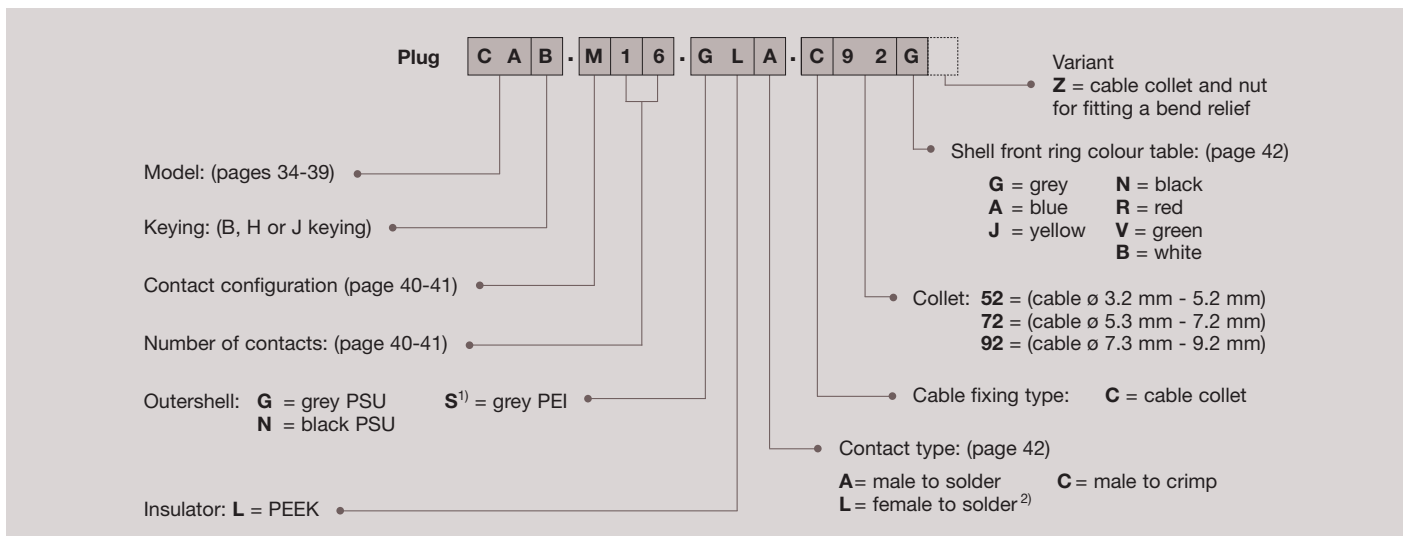 Plug C A B . M 1 6 . G L A . C 9 2 G
Variant
Z = cable collet and nut
for fitting a bend relief
Shell front ring colour table: (page 42)
G = grey N = black
A = blue R = red
J = yellow V = green
B = white
Model: (pages 34-39)
Keying: (B, H or J keying)
Contact configuration (page 40-41)
Number of contacts: (page 40-41)
Collet: 52 = (cable ø 3.2 mm - 5.2 mm)
72 = (cable ø 5.3 mm - 7.2 mm)
92 = (cable ø 7.3 mm - 9.2 mm)
Outershell: G = grey PSU S1) = grey PEI
N = black PSU
Cable fixing type: C = cable collet
Contact type: (page 42)
A= male to solder C = male to crimp
L = female to solder 2)
Insulator: L = PEEK